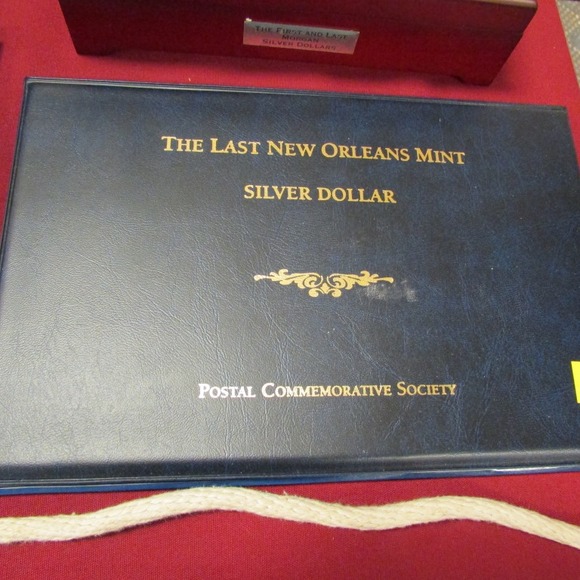 THE FIRST AND LAST
MORGAN
SILVER DOLLARS
THE LAST NEW ORLEANS MINT
SILVER DOLLAR
POSTAL COMMEMORATIVE SOCIETY